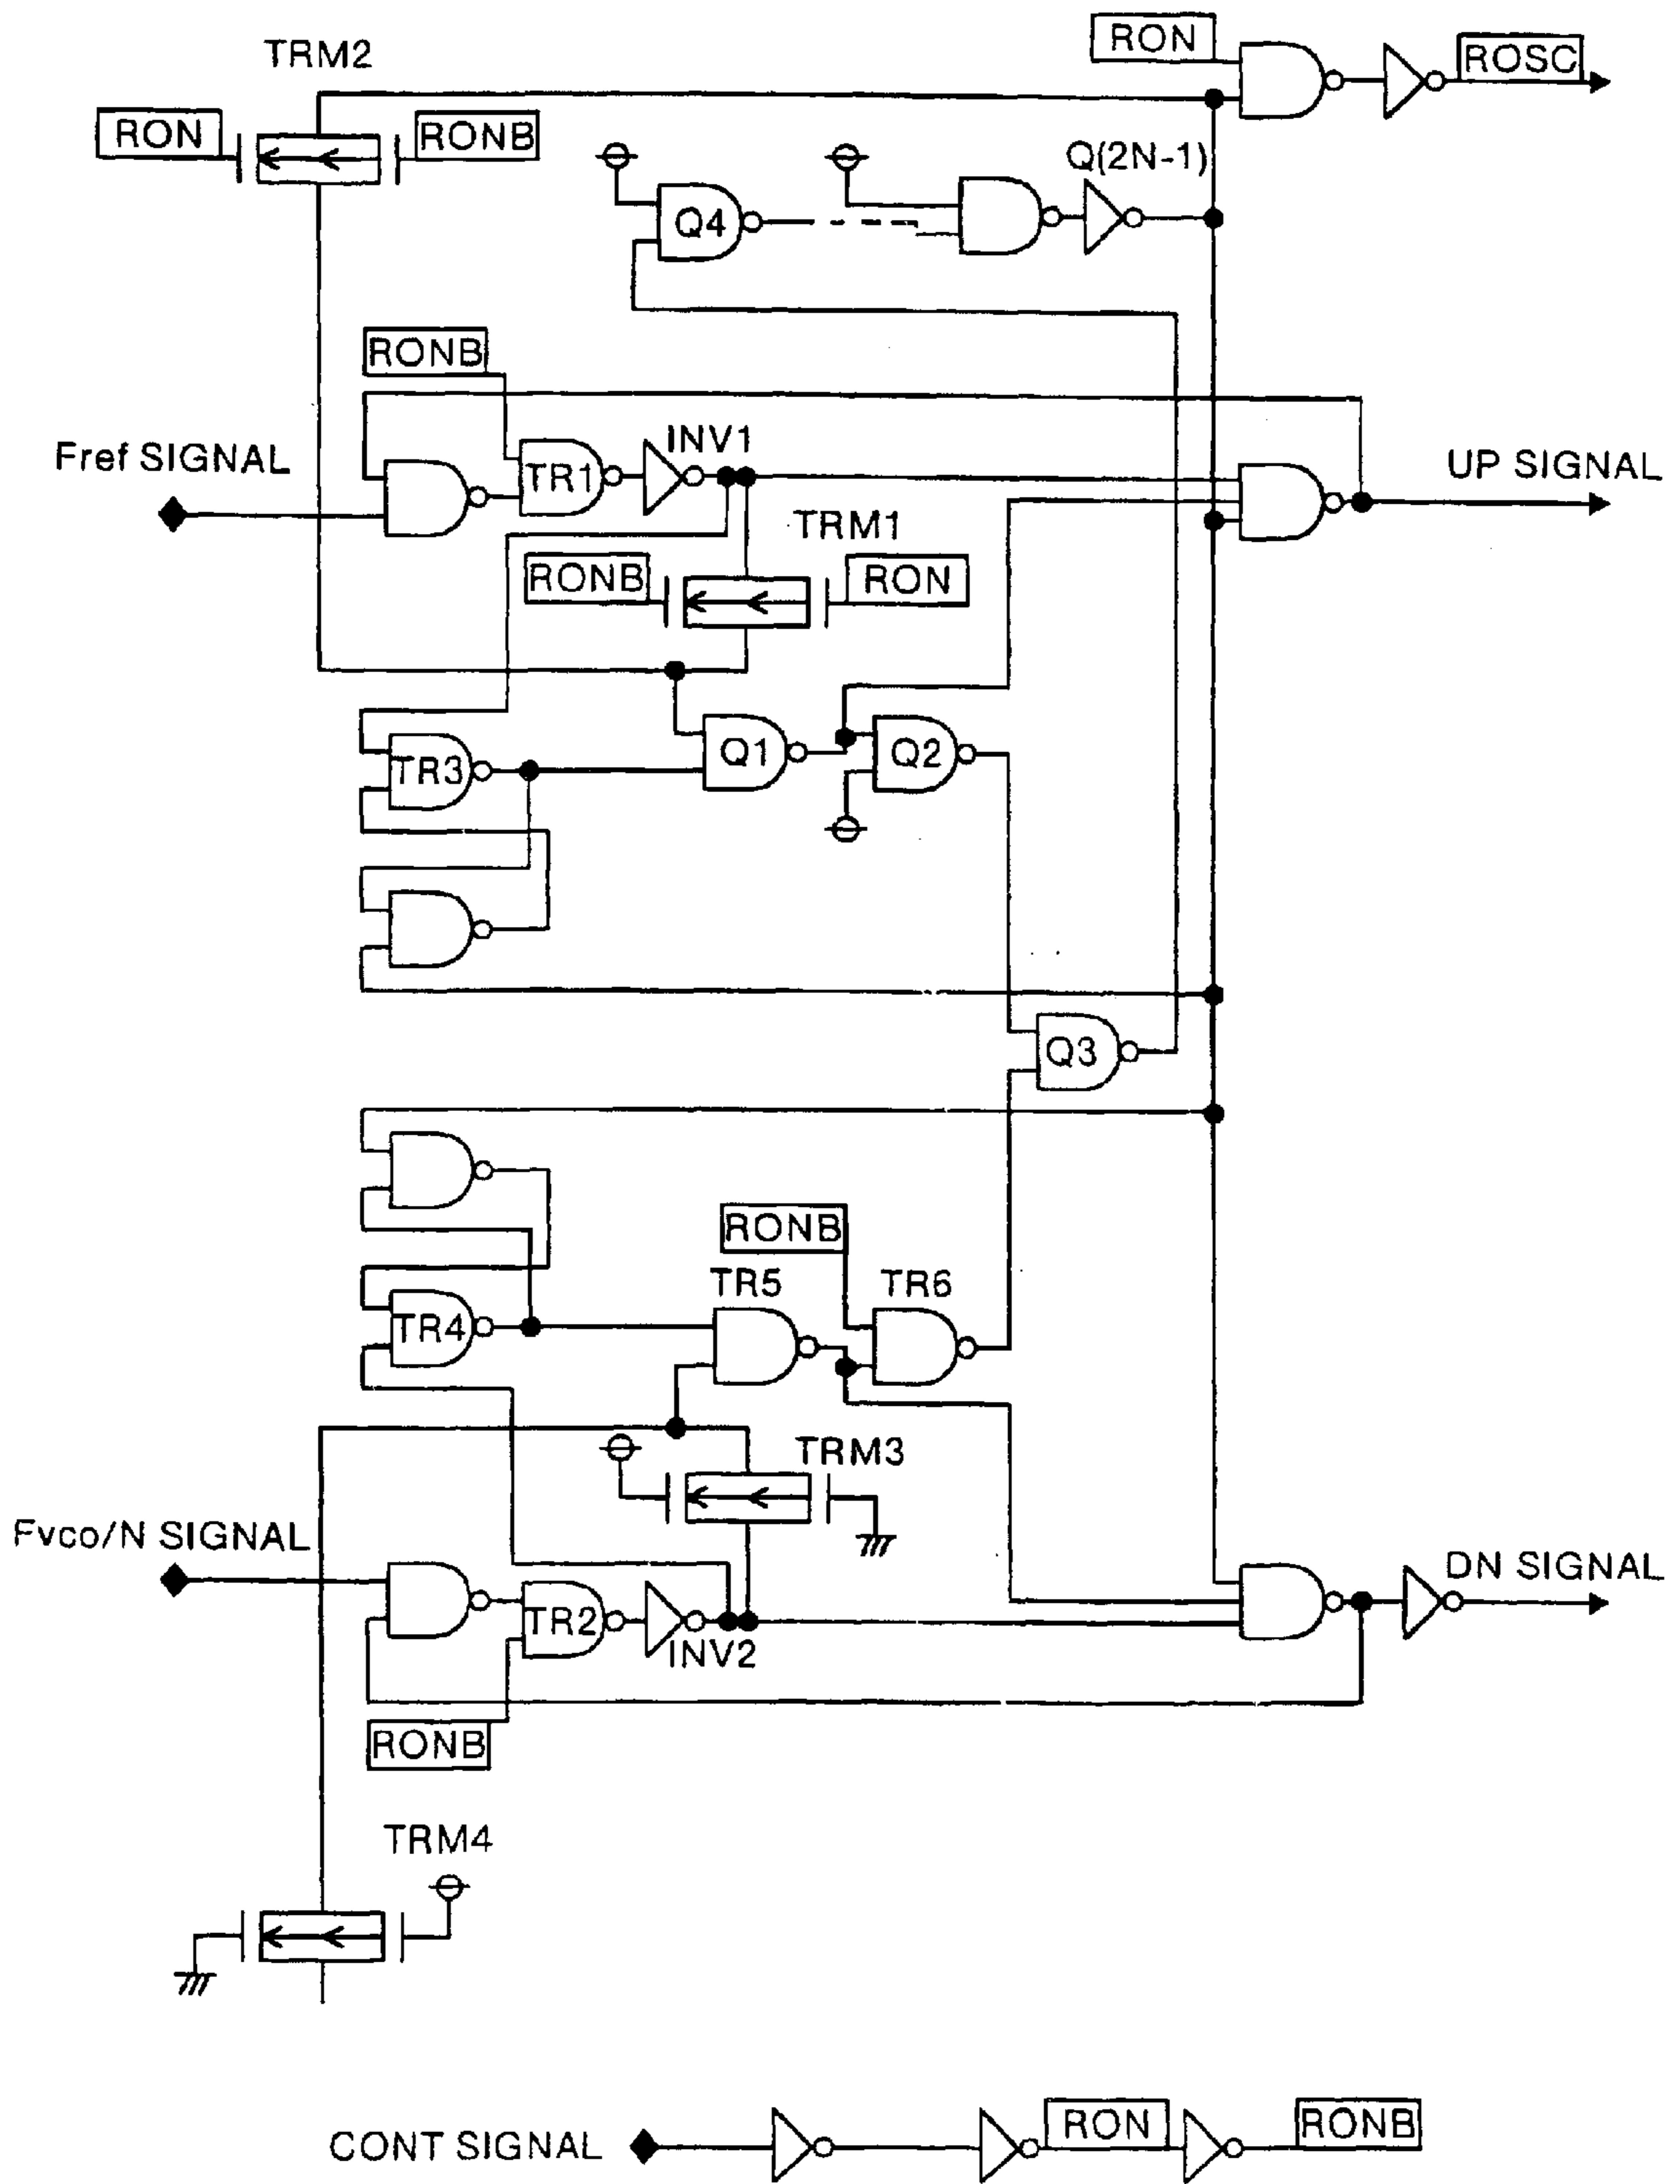 TRM2
RON
RONB
RON
ROSC
Q4
Q(2N-1)
RONB
Fref SIGNAL
TR1
INV1
UP SIGNAL
TRM1
RONB
RON
TR3
Q1
Q2
Q3
RONB
TR5
TR6
TR4
TRM3
Fvco/N SIGNAL
TR2
INV2
DN SIGNAL
RONB
TRM4
CONT SIGNAL
RON
RONB